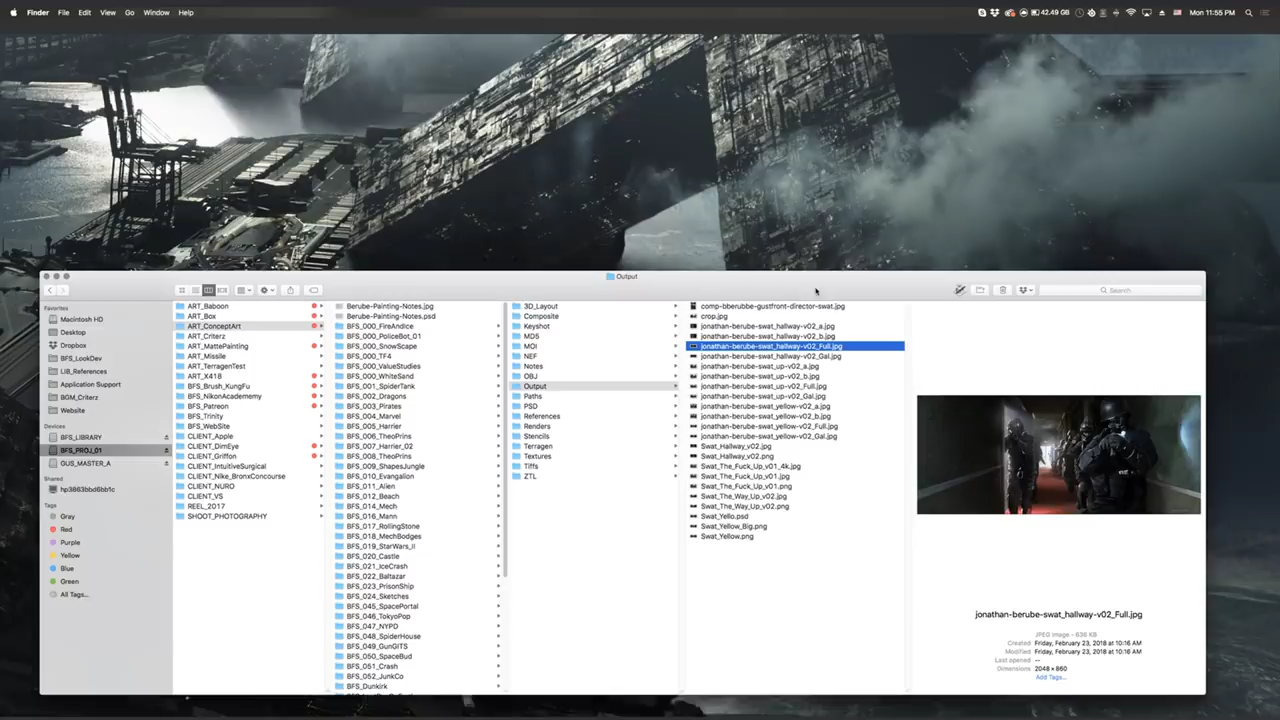 Finder File Edit View Go Window Help 42.49 GB Mon 11:55 PM
Output
Search
Favorites
Macintosh HD
Desktop
Dropbox
BFS_LookDev
LIB_References
Application Support
BGM_Criterz
Website
Devices
BFS_LIBRARY
BFS_PROJ_01
GUS_MASTER_A
Shared
hp3863bbd6bb1c
Tags
Gray
Red
Purple
Yellow
Blue
Green
All Tags...
ART_Baboon
ART_Box
ART_ConceptArt
ART_Criterz
ART_MattePainting
ART_Missile
ART_TerragenTest
ART_X418
BFS_Brush_KungFu
BFS_NikonAcadememy
BFS_Patreon
BFS_Trinity
BFS_WebSite
CLIENT_Apple
CLIENT_DimEye
CLIENT_Griffon
CLIENT_IntuitiveSurgical
CLIENT_Nike_BronxConcourse
CLIENT_NURO
CLIENT_VS
REEL_2017
SHOOT_PHOTOGRAPHY
Berube-Painting-Notes.jpg
Berube-Painting-Notes.psd
BFS_000_FireAndIce
BFS_000_PoliceBot_01
BFS_000_SnowScape
BFS_000_TF4
BFS_000_ValueStudies
BFS_000_WhiteSand
BFS_001_SpiderTank
BFS_002_Dragons
BFS_003_Pirates
BFS_004_Marvel
BFS_005_Harrier
BFS_006_TheoPrins
BFS_007_Harrier_02
BFS_008_TheoPrins
BFS_009_ShapesJungle
BFS_010_Evangalion
BFS_011_Alien
BFS_012_Beach
BFS_014_Mech
BFS_016_Mann
BFS_017_RollingStone
BFS_018_MechBodges
BFS_019_StarWars_II
BFS_020_Castle
BFS_021_IceCrash
BFS_022_Baltazar
BFS_023_PrisonShip
BFS_024_Sketches
BFS_045_SpacePortal
BFS_046_TokyoPop
BFS_047_NYPD
BFS_048_SpiderHouse
BFS_049_GunGITS
BFS_050_SpaceBud
BFS_051_Crash
BFS_052_JunkCo
BFS_Dunkirk
3D_Layout
Composite
Keyshot
MD5
MOI
NEF
Notes
OBJ
Output
Paths
PSD
References
Renders
Stencils
Terragen
Textures
Tiffs
ZTL
comp-bberubbe-gustfront-director-swat.jpg
crop.jpg
jonathan-berube-swat_hallway-v02_a.jpg
jonathan-berube-swat_hallway-v02_b.jpg
jonathan-berube-swat_hallway-v02_Full.jpg
jonathan-berube-swat_hallway-v02_Gal.jpg
jonathan-berube-swat_up-v02_a.jpg
jonathan-berube-swat_up-v02_b.jpg
jonathan-berube-swat_up-v02_Full.jpg
jonathan-berube-swat_up-v02_Gal.jpg
jonathan-berube-swat_yellow-v02_a.jpg
jonathan-berube-swat_yellow-v02_b.jpg
jonathan-berube-swat_yellow-v02_Full.jpg
jonathan-berube-swat_yellow-v02_Gal.jpg
Swat_Hallway_v02.jpg
Swat_Hallway_v02.png
Swat_The_Fuck_Up_v01_4k.jpg
Swat_The_Fuck_Up_v01.jpg
Swat_The_Fuck_Up_v01.png
Swat_The_Way_Up_v02.jpg
Swat_The_Way_Up_v02.png
Swat_Yello.psd
Swat_Yellow_Big.png
Swat_Yellow.png
jonathan-berube-swat_hallway-v02_Full.jpg
JPEG image - 636 KB
Created Friday, February 23, 2018 at 10:16 AM
Modified Friday, February 23, 2018 at 10:16 AM
Last opened --
Dimensions 2048 × 860
Add Tags...